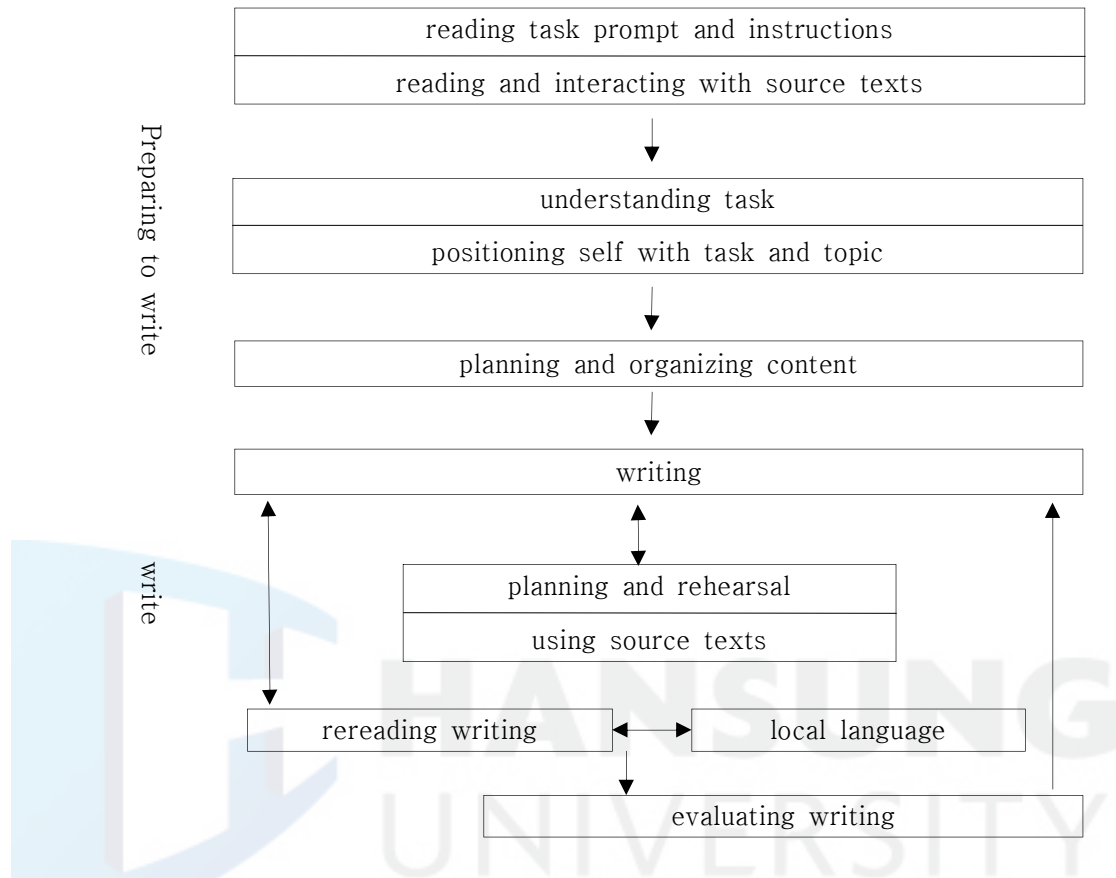 reading task prompt and instructions
reading and interacting with source texts
Preparing to write
understanding task
positioning self with task and topic
planning and organizing content
writing
write
planning and rehearsal
using source texts
HANSUNG
UNIVERSITY
rereading writing
local language
evaluating writing